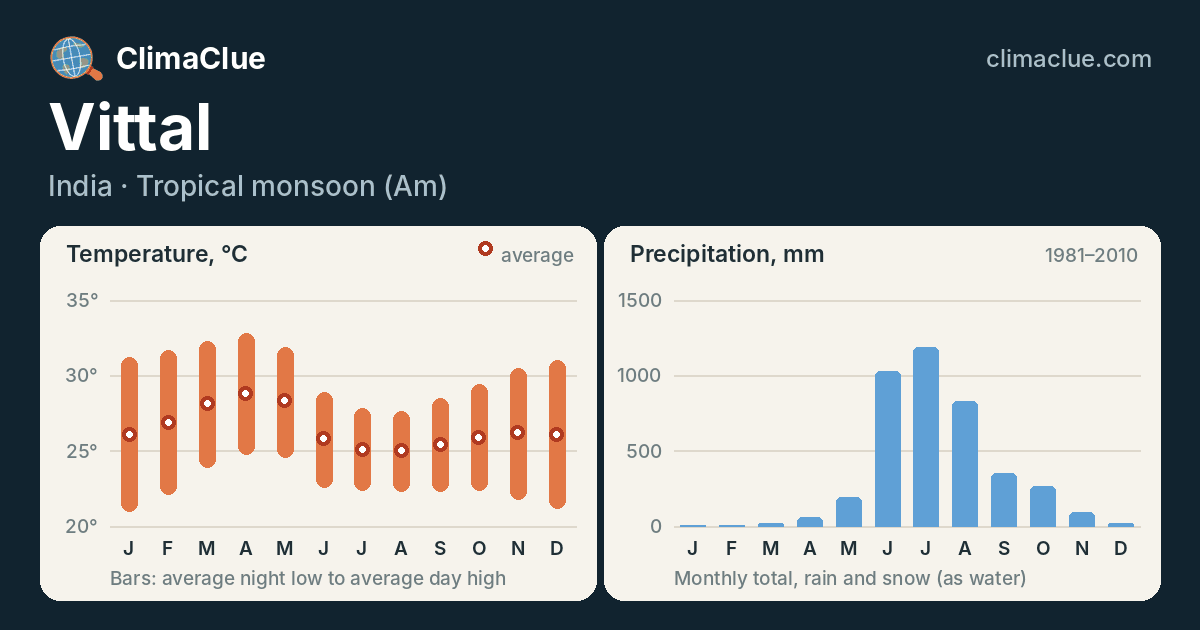 ClimaClue
climaclue.com
Vittal
India · Tropical monsoon (Am)
Temperature, °C
average
35°
30°
25°
20°
J F M A M J J A S O N D
Bars: average night low to average day high
Precipitation, mm
1981–2010
1500
1000
500
0
J F M A M J J A S O N D
Monthly total, rain and snow (as water)